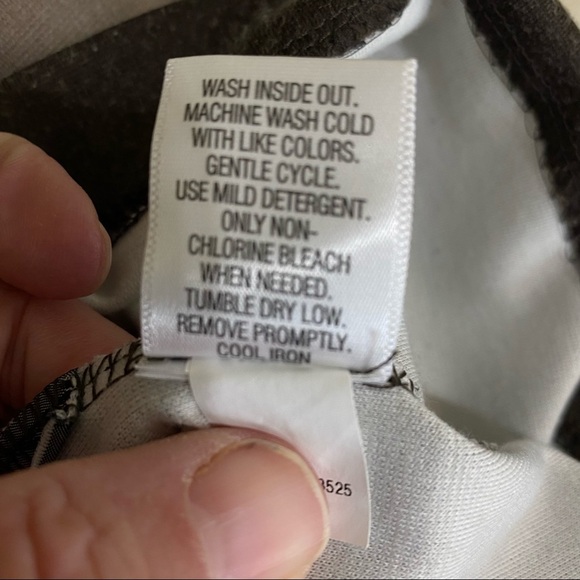 WASH INSIDE OUT.
MACHINE WASH COLD
WITH LIKE COLORS.
GENTLE CYCLE.
USE MILD DETERGENT.
ONLY NON-
CHLORINE BLEACH
WHEN NEEDED.
TUMBLE DRY LOW.
REMOVE PROMPTLY.
COOL IRON
3525